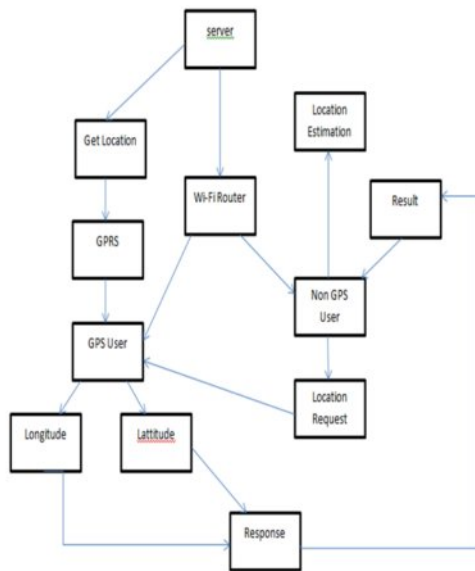 server
Location
Estimation
Get Location
Wi-Fi Router
Result
GPRS
Non GPS
User
GPS User
Location
Request
Longitude
Lattitude
Response